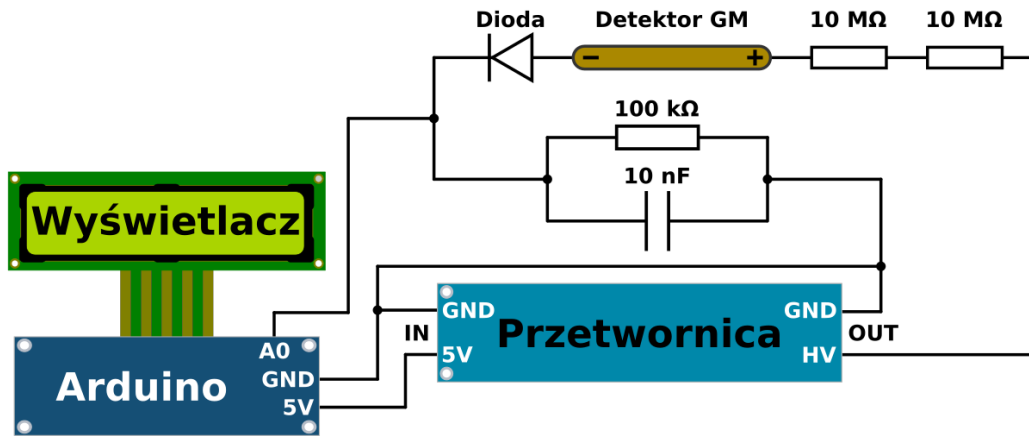 Dioda
Detektor GM
10 MΩ
10 MΩ
−
+
100 kΩ
10 nF
Wyświetlacz
GND
IN
5V
Przetwornica
GND
OUT
HV
A0
Arduino
GND
5V